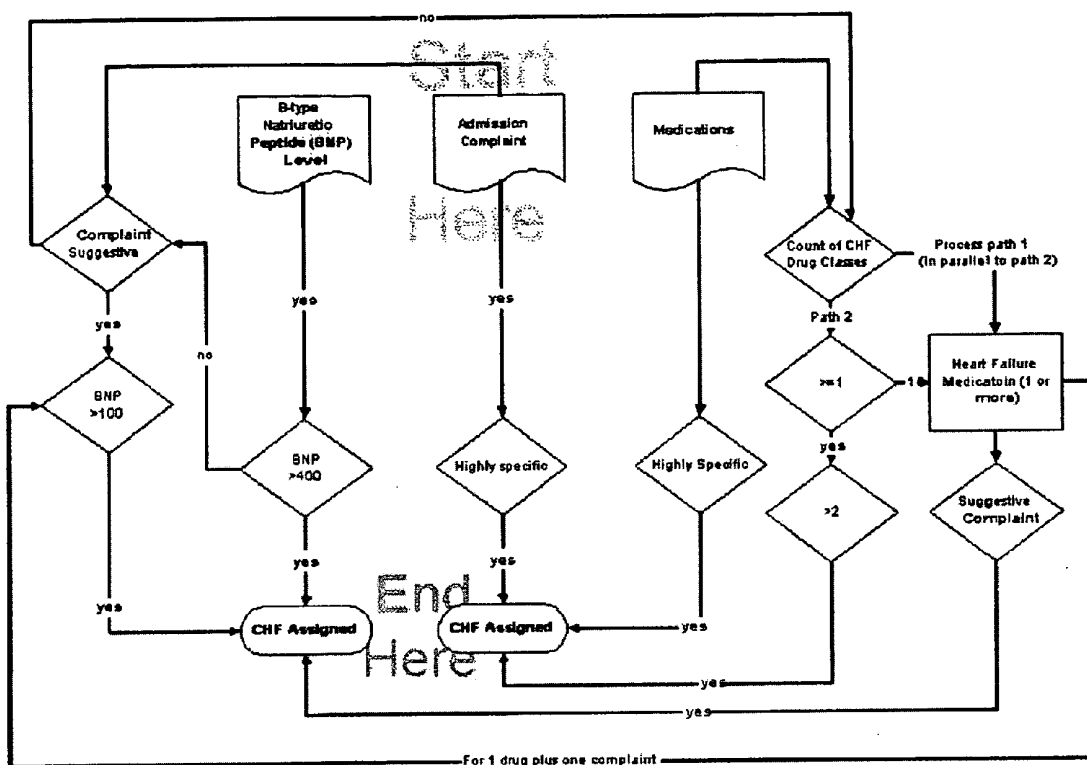 no
Start
Here
B-type
Natriuretic
Peptide (BNP)
Level
Admission
Complaint
Medications
Complaint
Suggestive
Count of CHF
Drug Classes
Process path 1
(in parallel to path 2)
yes
yes
yes
no
Path 2
BNP
>100
>=1
Heart Failure
Medicatoin (1 or
more)
yes
BNP
>400
Highly specific
Highly Specific
>2
Suggestive
Complaint
yes
yes
yes
End
Here
CHF Assigned
CHF Assigned
yes
yes
yes
For 1 drug plus one complaint